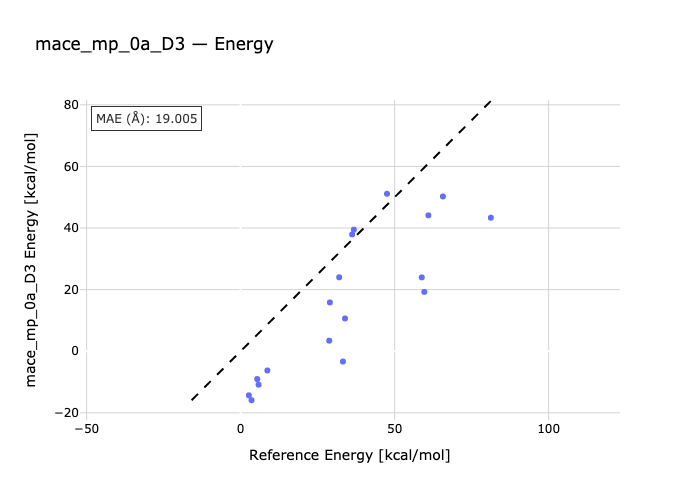 mace_mp_0a_D3 — Energy
MAE (Å): 19.005
mace_mp_0a_D3 Energy [kcal/mol]
80
60
40
20
0
−20
−50
0
50
100
Reference Energy [kcal/mol]